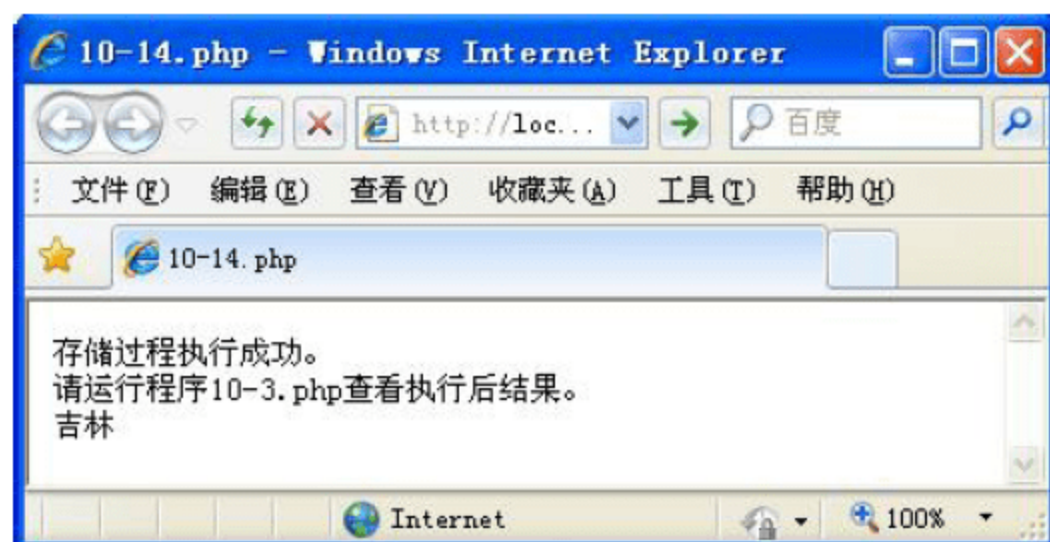 10-14.php - Windows Internet Explorer
http://loc... 百度
文件(F) 编辑(E) 查看(V) 收藏夹(A) 工具(T) 帮助(H)
10-14.php
存储过程执行成功。
请运行程序10-3.php查看执行后结果。
吉林
Internet 100%